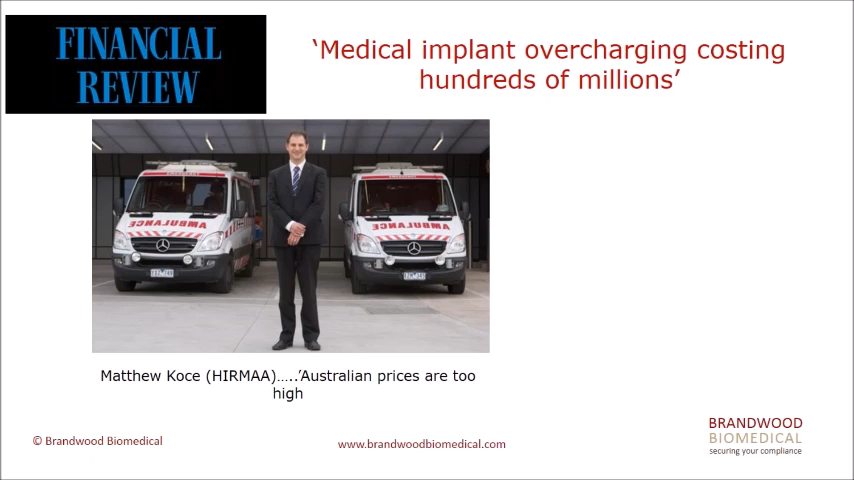 FINANCIAL
REVIEW
‘Medical implant overcharging costing
hundreds of millions’
AMBULANCE
AMBULANCE
Matthew Koce (HIRMAA)…..’Australian prices are too
high
© Brandwood Biomedical
www.brandwoodbiomedical.com
BRANDWOOD
BIOMEDICAL
securing your compliance